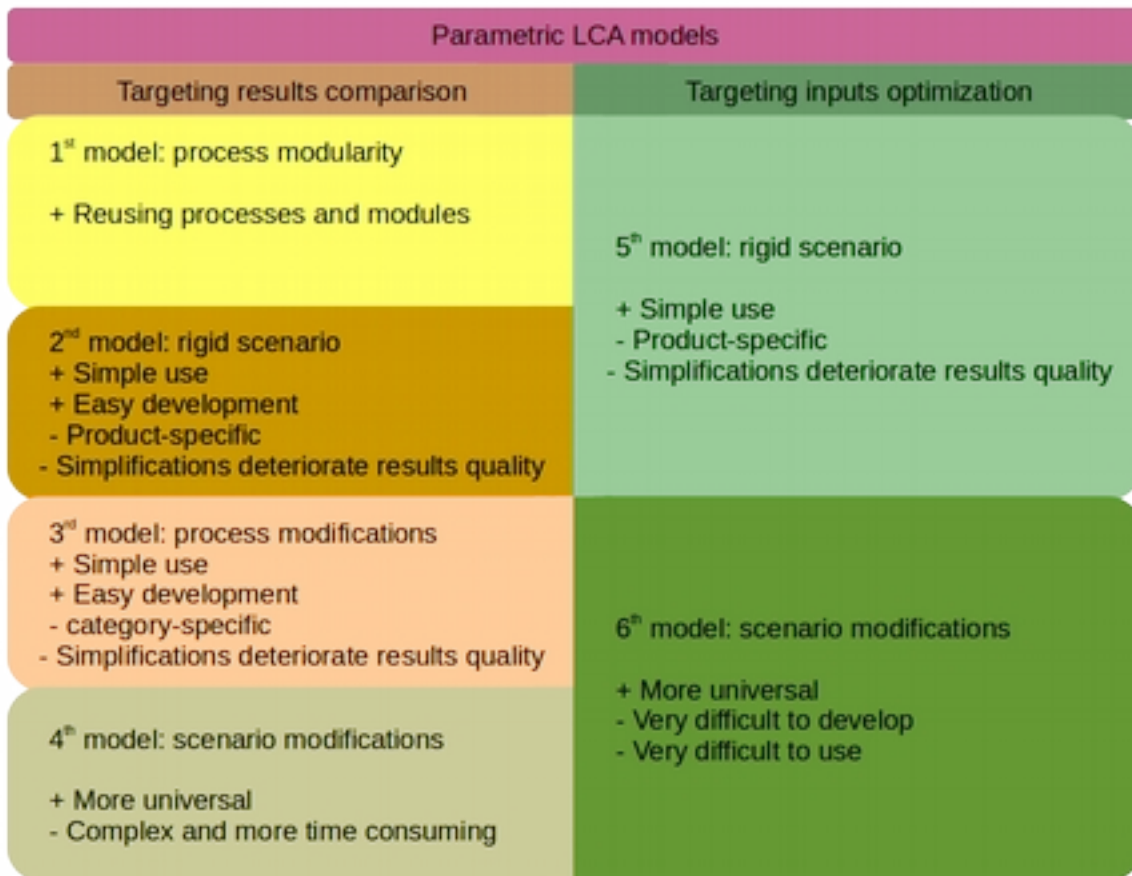 Parametric LCA models
Targeting results comparison
Targeting inputs optimization
1st model: process modularity
+ Reusing processes and modules
2nd model: rigid scenario
+ Simple use
+ Easy development
- Product-specific
- Simplifications deteriorate results quality
3rd model: process modifications
+ Simple use
+ Easy development
- category-specific
- Simplifications deteriorate results quality
4th model: scenario modifications
+ More universal
- Complex and more time consuming
5th model: rigid scenario
+ Simple use
- Product-specific
- Simplifications deteriorate results quality
6th model: scenario modifications
+ More universal
- Very difficult to develop
- Very difficult to use